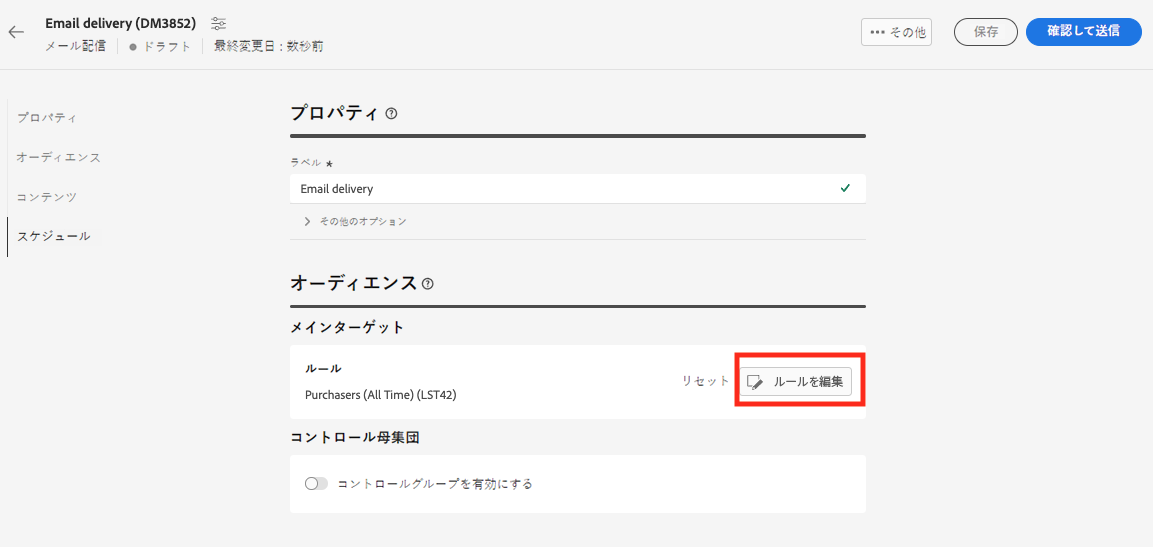 Email delivery (DM3852)
メール配信 ドラフト 最終変更日 : 数秒前
••• その他
保存
確認して送信
プロパティ
オーディエンス
コンテンツ
スケジュール
プロパティ ?
ラベル *
Email delivery
その他のオプション
オーディエンス ?
メインターゲット
ルール
Purchasers (All Time) (LST42)
リセット
ルールを編集
コントロール母集団
コントロールグループを有効にする